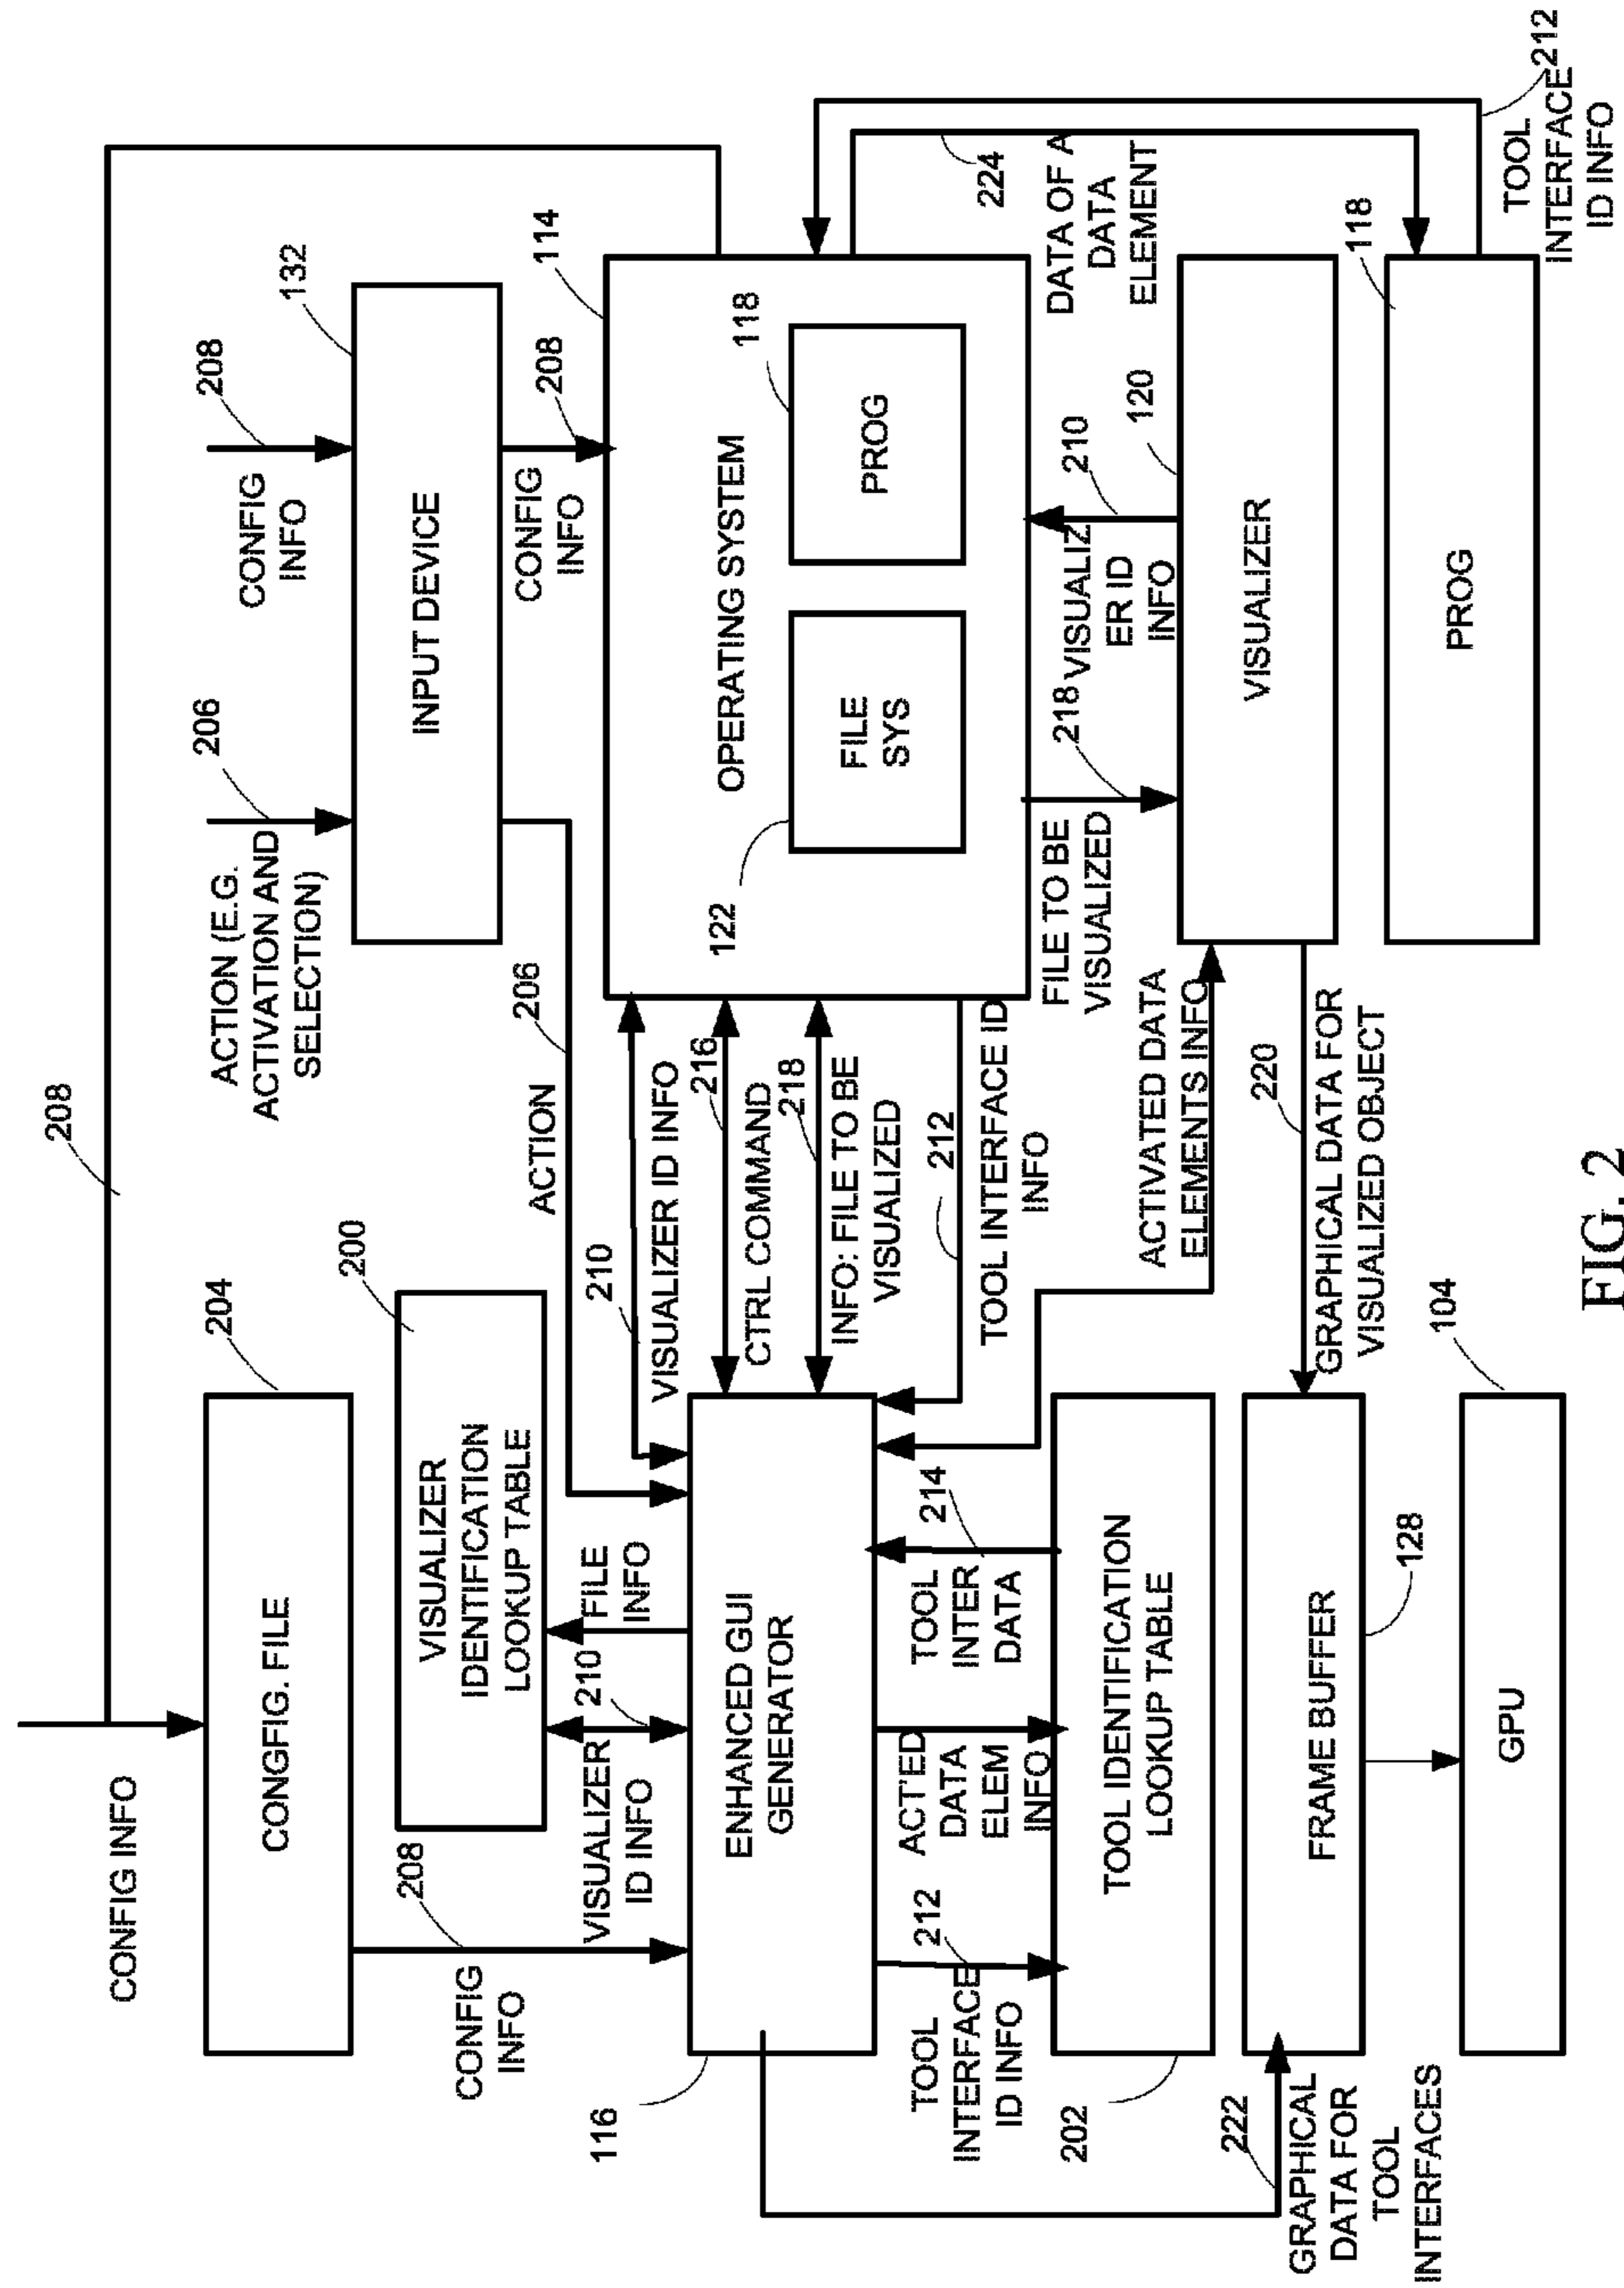 208
CONFIG INFO
CONGFIG. FILE
204
208
CONFIG
INFO
VISUALIZER
IDENTIFICATION
LOOKUP TABLE
200
VISUALIZER
ID INFO
210
FILE
INFO
ACTION (E.G.
ACTIVATION AND
SELECTION)
206
CONFIG
INFO
208
INPUT DEVICE
132
ACTION
206
CONFIG
INFO
208
ENHANCED GUI
GENERATOR
116
210
VISUALIZER ID INFO
216
CTRL COMMAND
218
INFO: FILE TO BE
VISUALIZED
212
TOOL INTERFACE ID
INFO
OPERATING SYSTEM
114
122
FILE
SYS
PROG
118
TOOL
INTERFACE
ID INFO
212
ACT'ED
DATA
ELEM
INFO
TOOL
INTER
DATA
214
TOOL IDENTIFICATION
LOOKUP TABLE
202
FILE TO BE
VISUALIZED
218
VISUALIZ
ER ID
INFO
210
DATA OF A
DATA
ELEMENT
224
ACTIVATED DATA
ELEMENTS INFO
VISUALIZER
120
222
GRAPHICAL
DATA FOR
TOOL
INTERFACES
FRAME BUFFER
128
220
GRAPHICAL DATA FOR
VISUALIZED OBJECT
PROG
118
TOOL
INTERFACE
ID INFO
212
GPU
104
FIG. 2